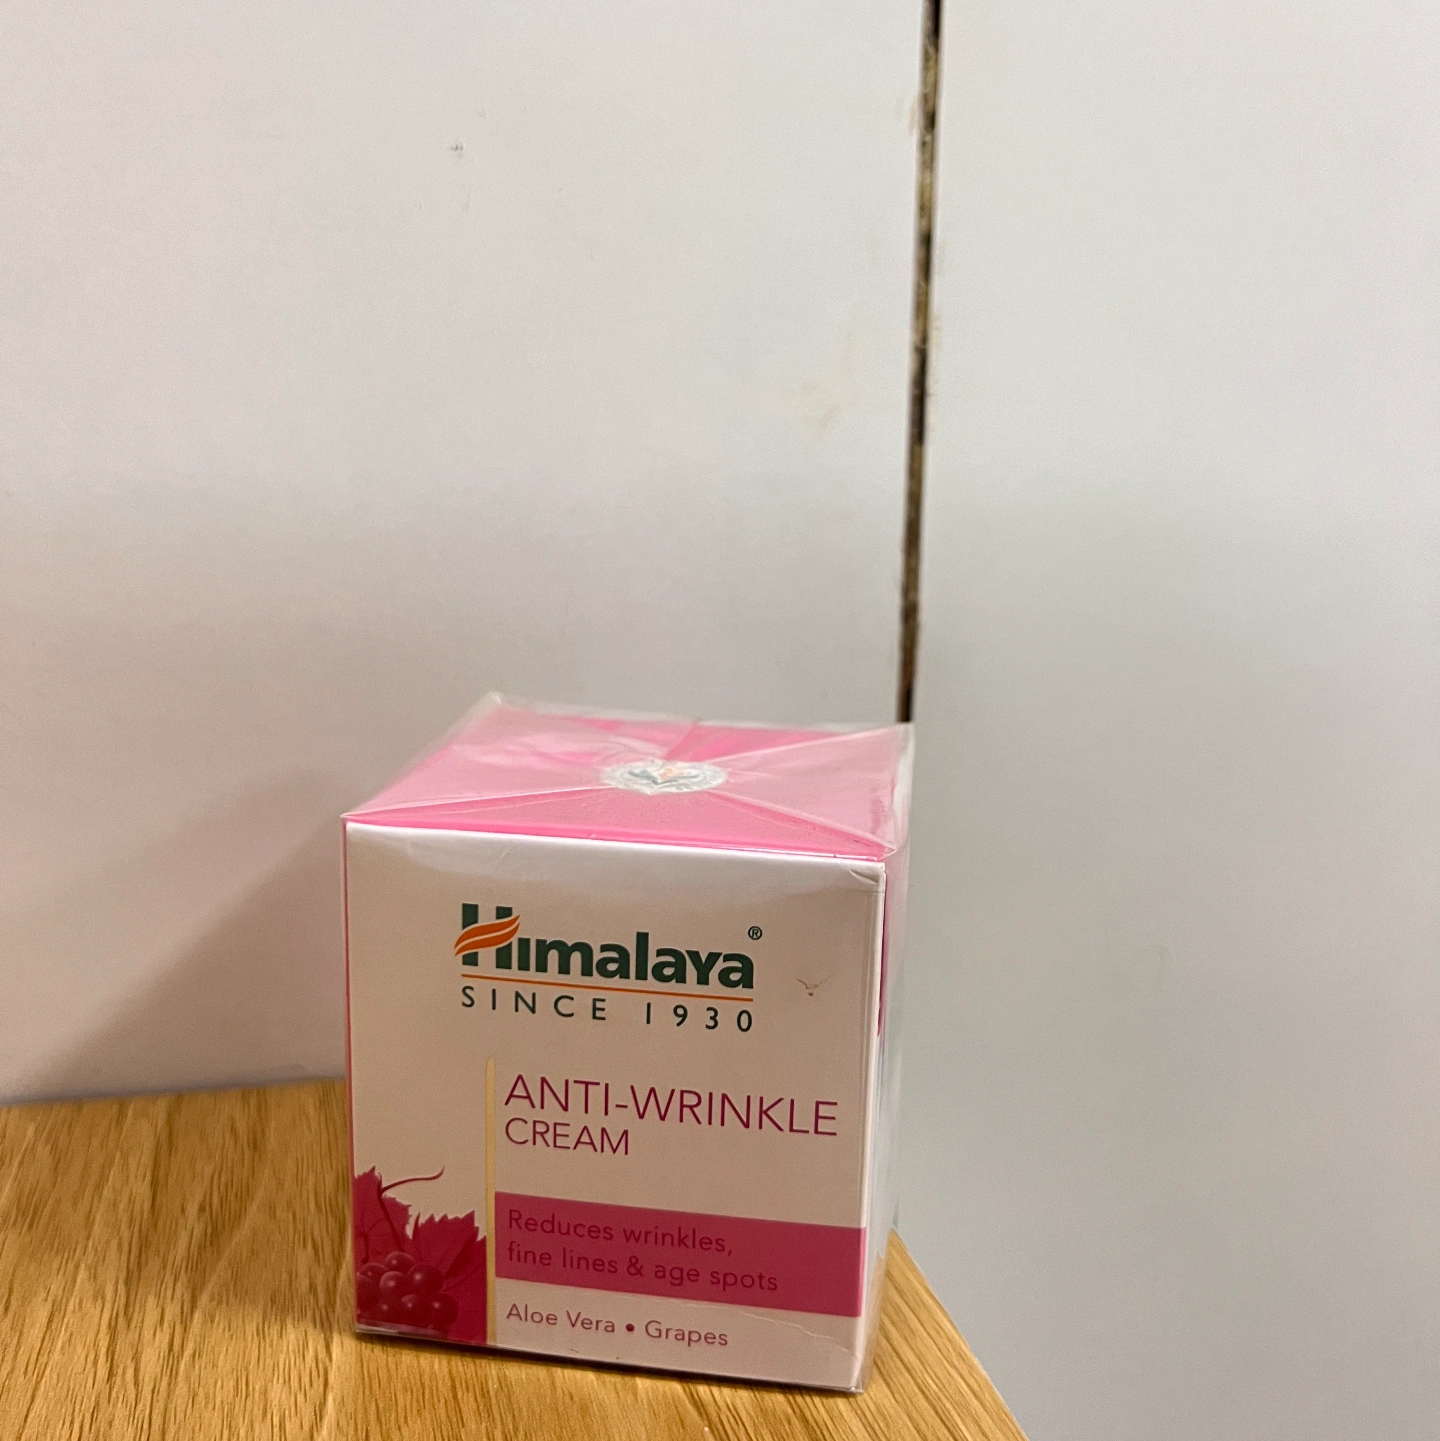 Himalaya®
SINCE 1930
ANTI-WRINKLE
CREAM
Reduces wrinkles,
fine lines & age spots
Aloe Vera • Grapes